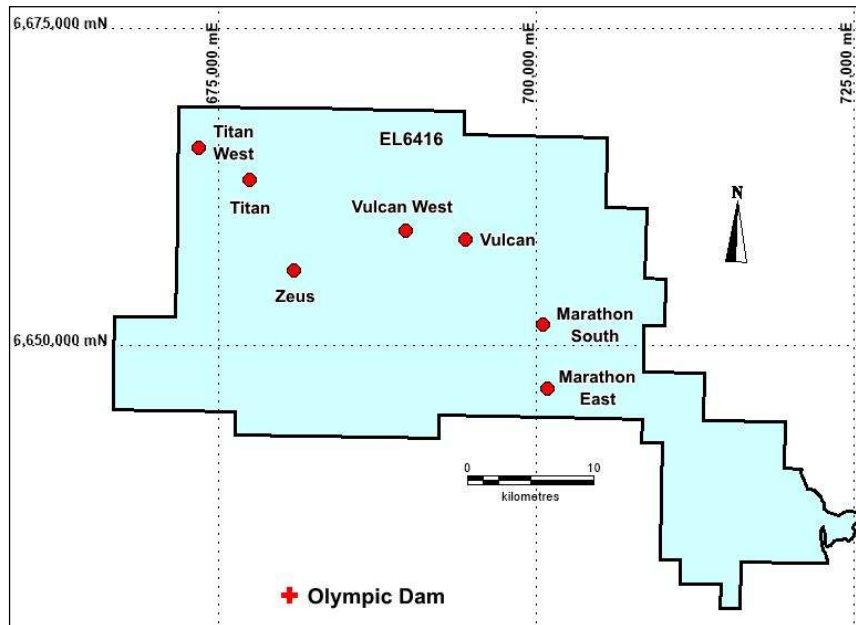 6,675,000 mN
675,000 mE
700,000 mE
725,000 mE
EL6416
Titan
West
Titan
Vulcan West
Vulcan
N
Zeus
Marathon
South
6,650,000 mN
Marathon
East
0 10
kilometres
Olympic Dam